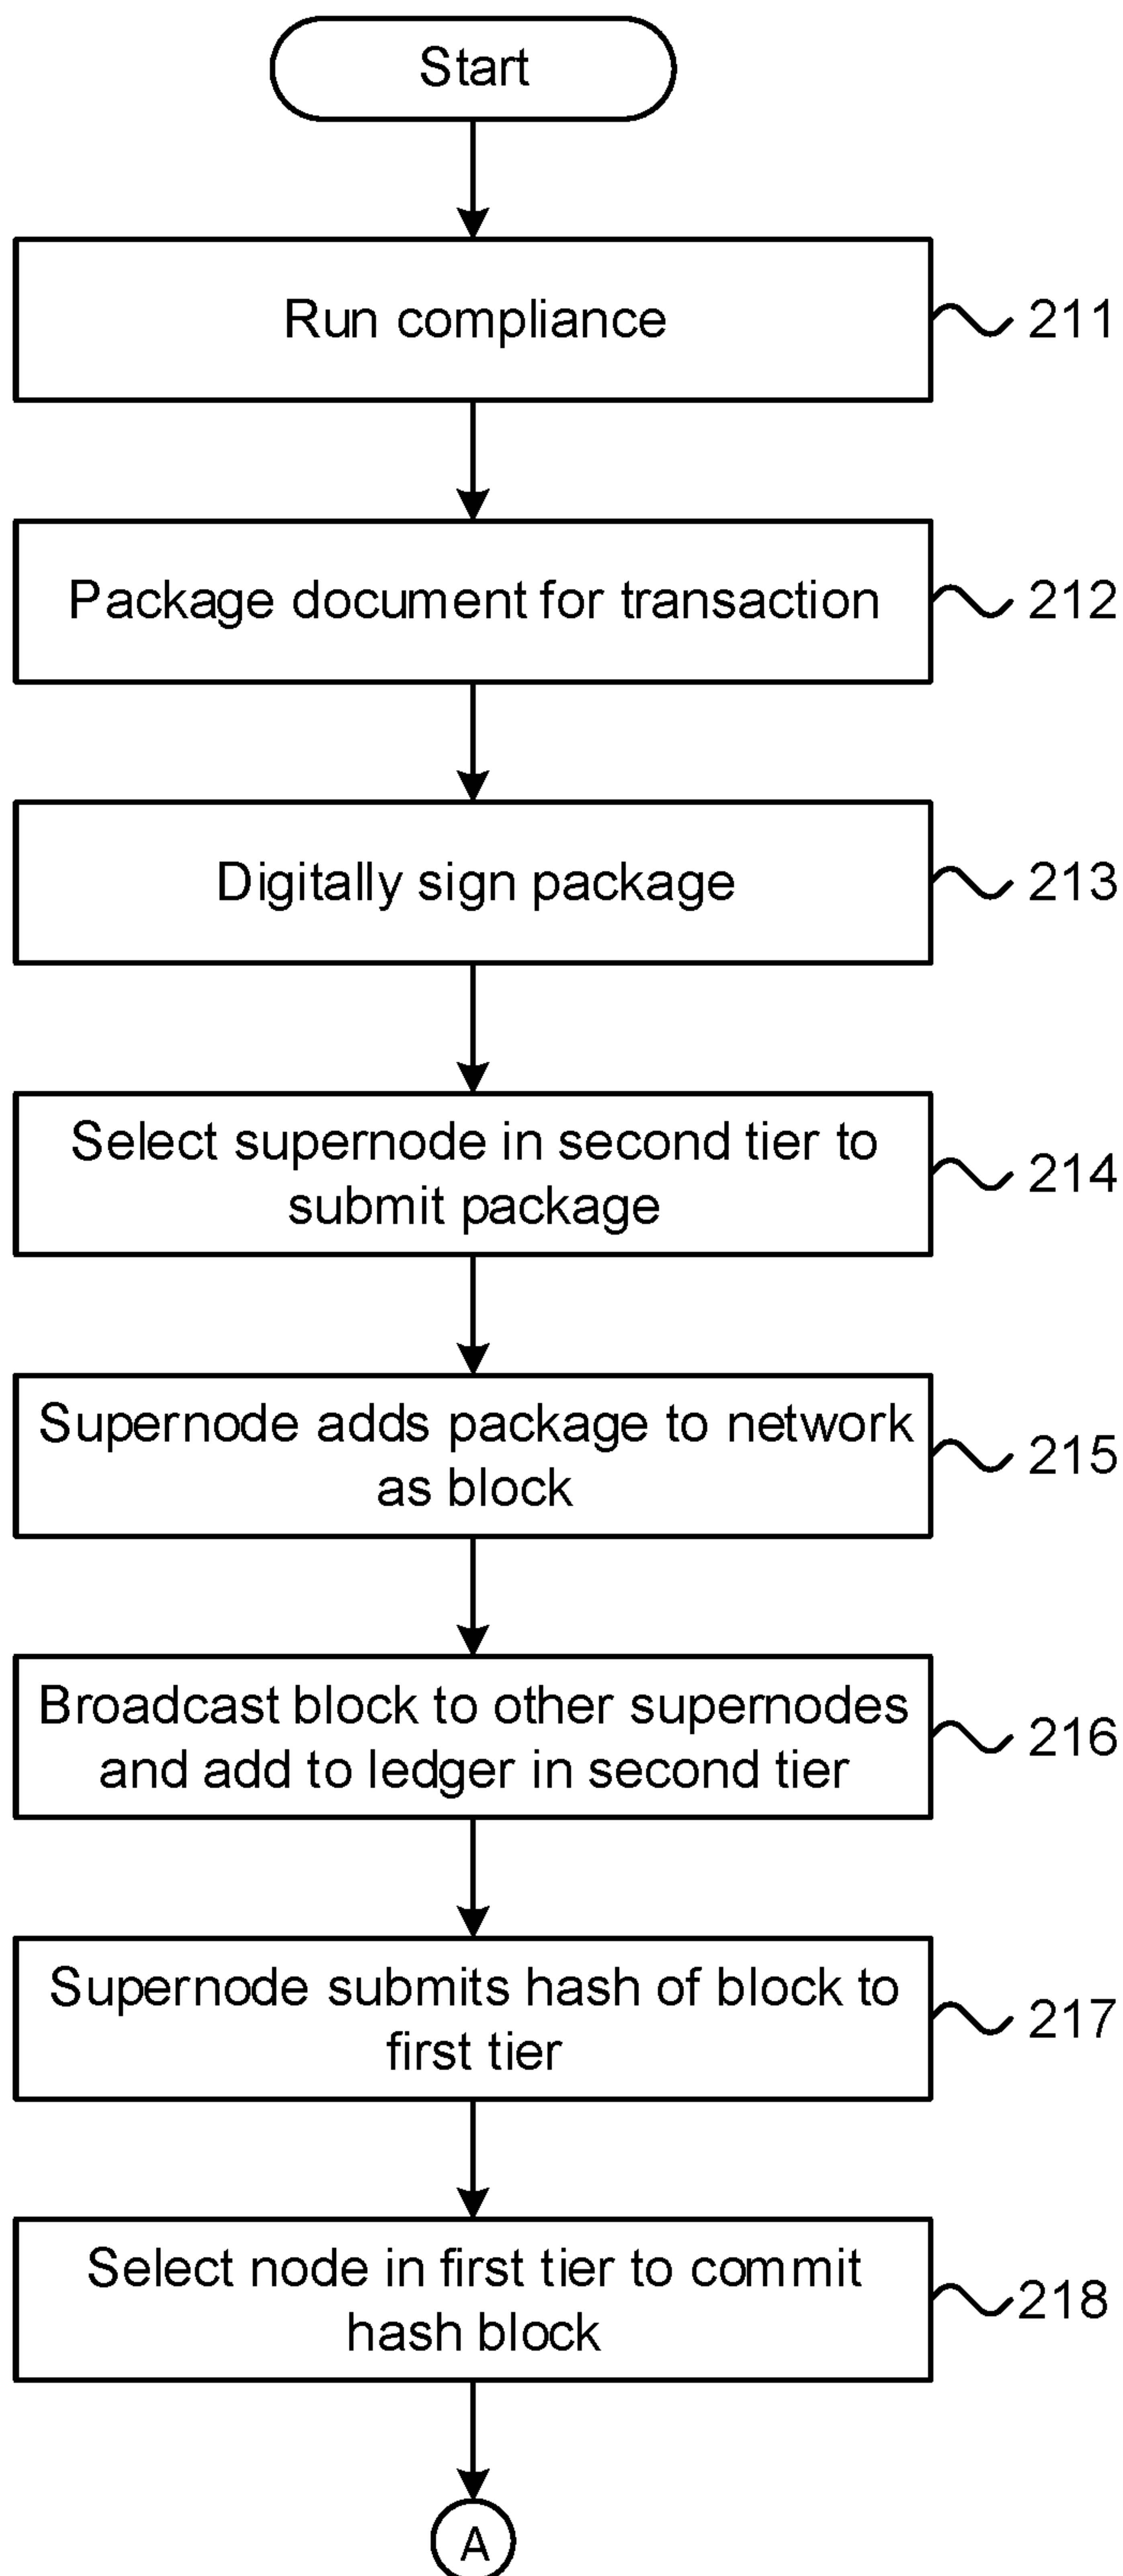 Start
Run compliance
211
Package document for transaction
212
Digitally sign package
213
Select supernode in second tier to
submit package
214
Supernode adds package to network
as block
215
Broadcast block to other supernodes
and add to ledger in second tier
216
Supernode submits hash of block to
first tier
217
Select node in first tier to commit
hash block
218
A